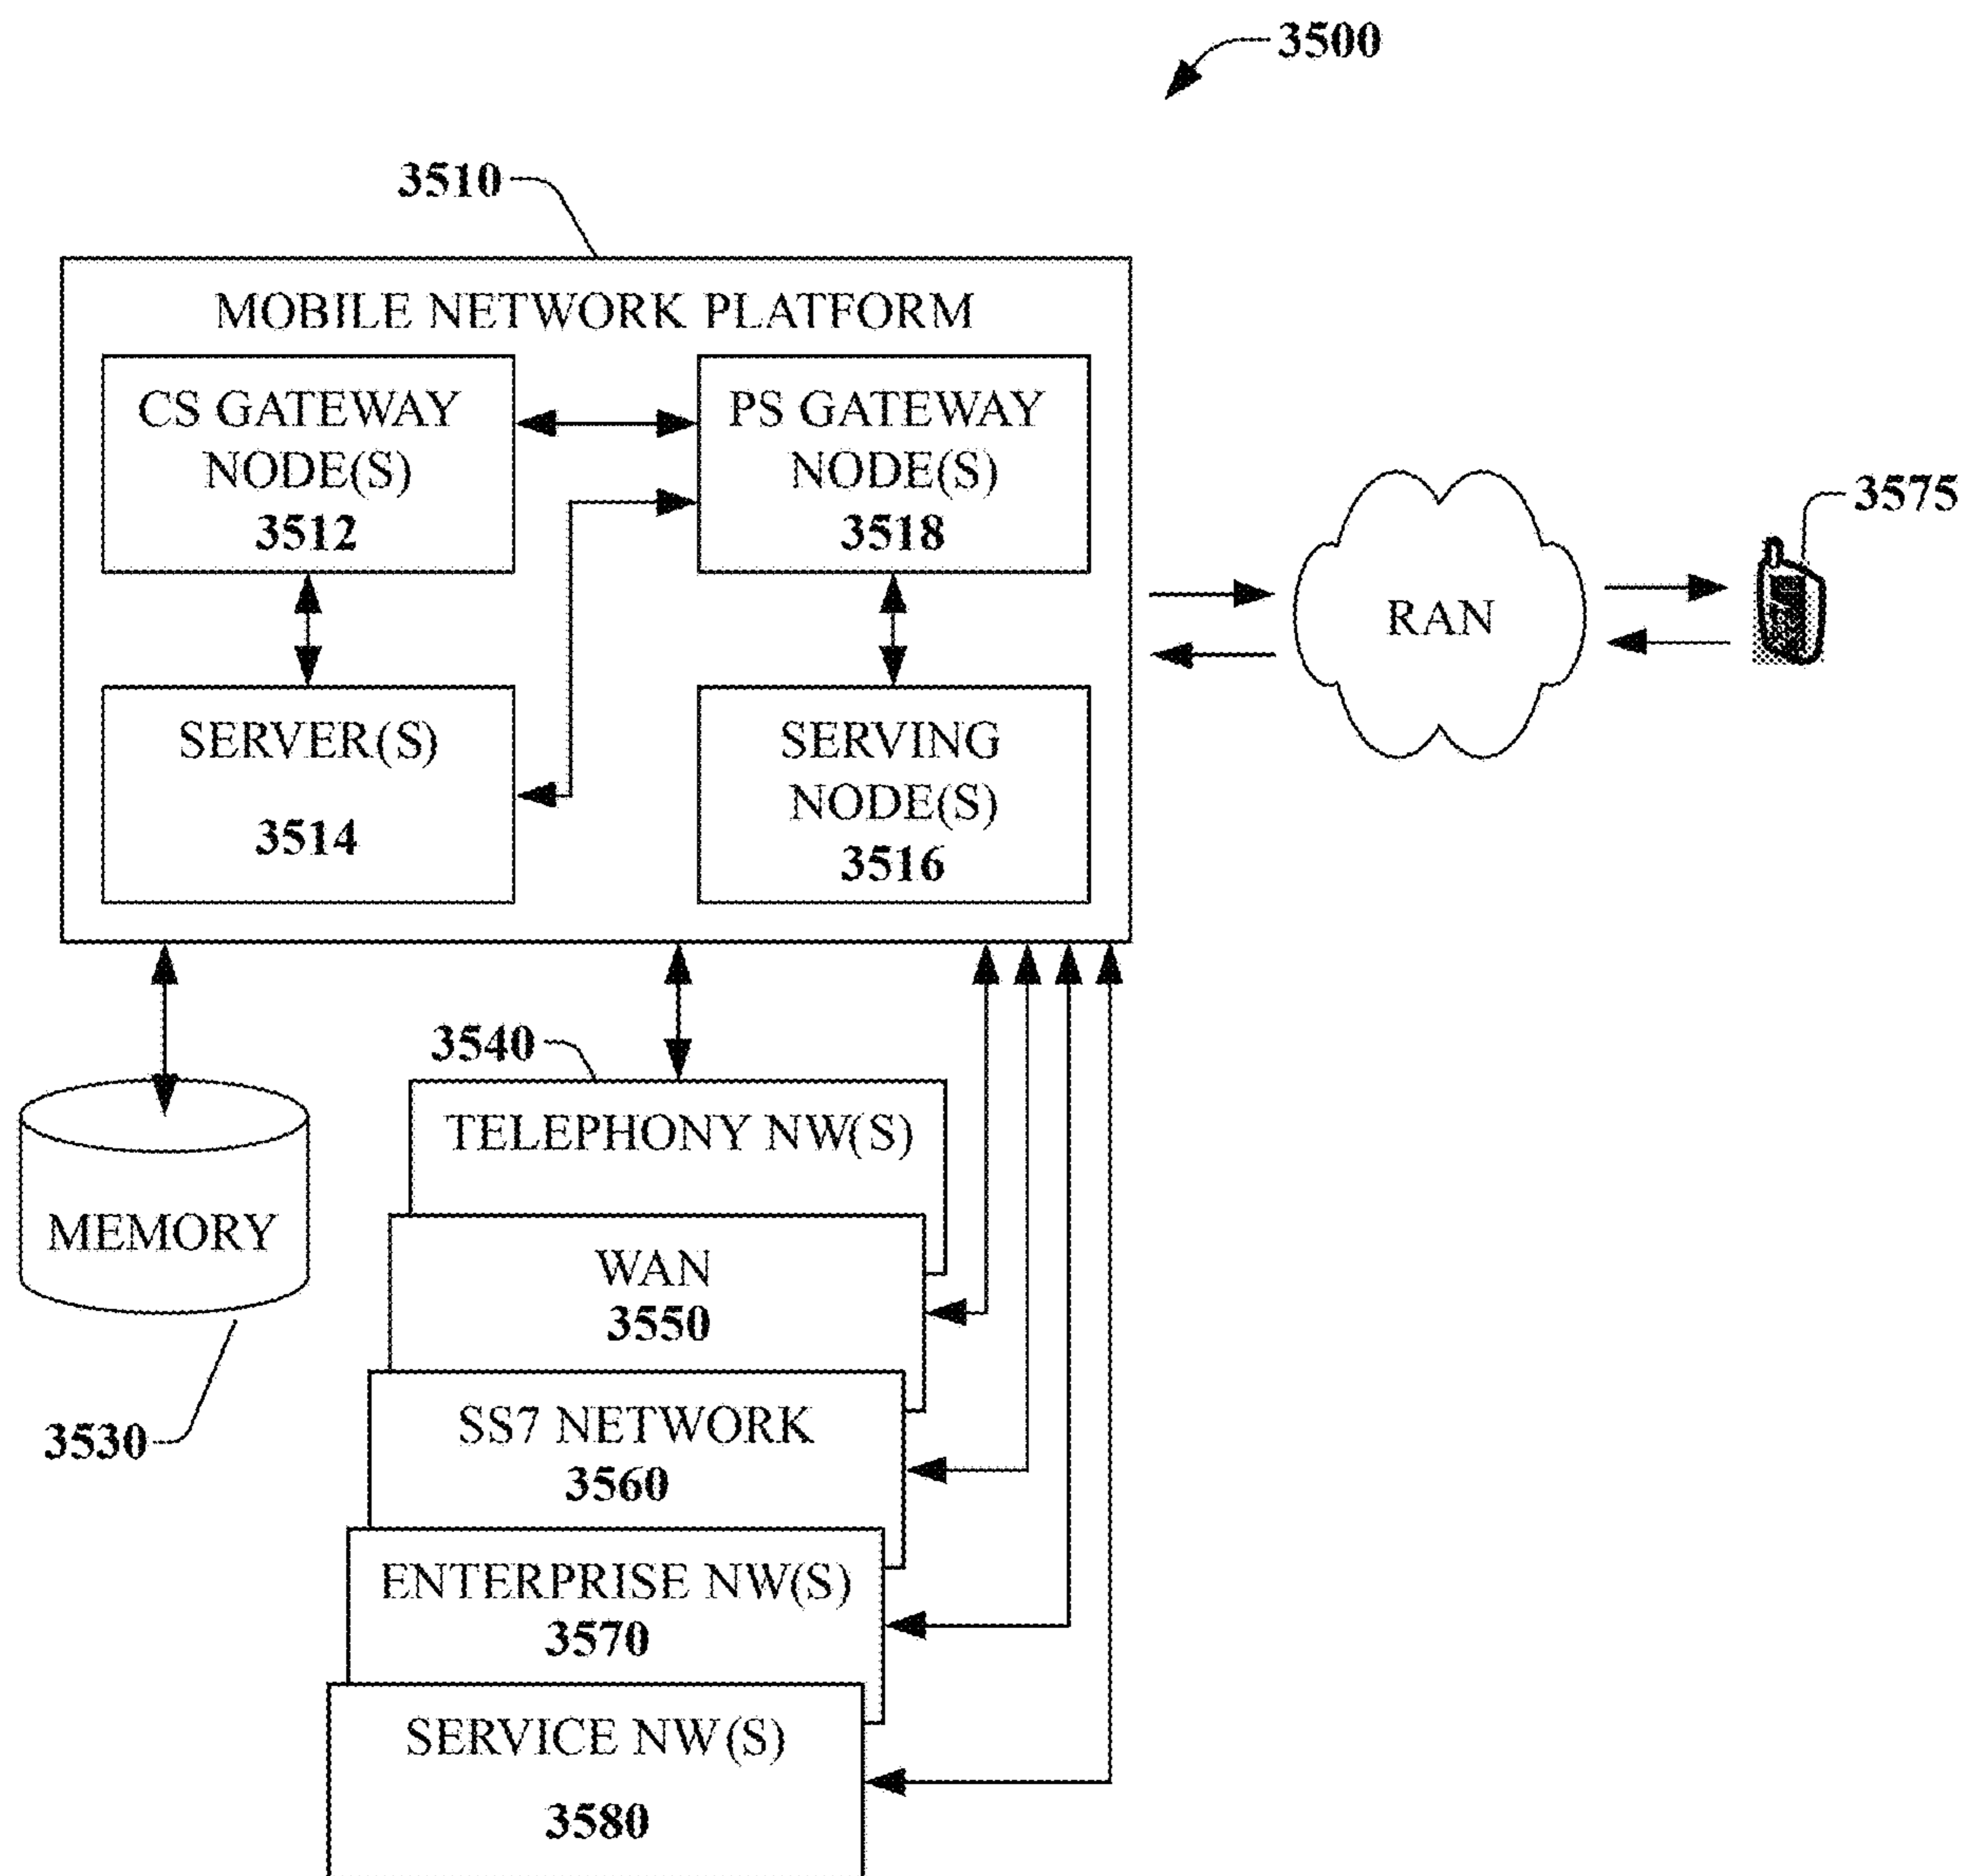 3500
3510
MOBILE NETWORK PLATFORM
CS GATEWAY
NODE(S)
3512
PS GATEWAY
NODE(S)
3518
SERVER(S)
3514
SERVING
NODE(S)
3516
RAN
3575
3540
TELEPHONY NW(S)
MEMORY
3530
WAN
3550
SS7 NETWORK
3560
ENTERPRISE NW(S)
3570
SERVICE NW(S)
3580